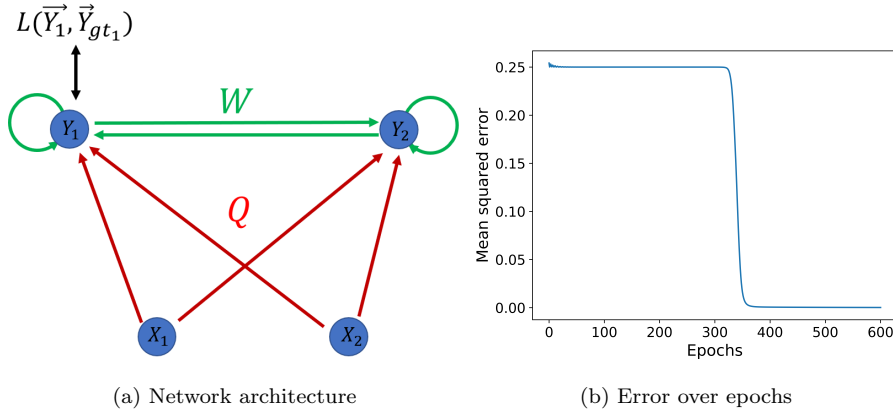 L(Y₁⃗, Y⃗gt₁)
W
Y₁
Y₂
Q
X₁
X₂
(a) Network architecture
Mean squared error
0.25
0.20
0.15
0.10
0.05
0.00
0
100
200
300
400
500
600
Epochs
(b) Error over epochs